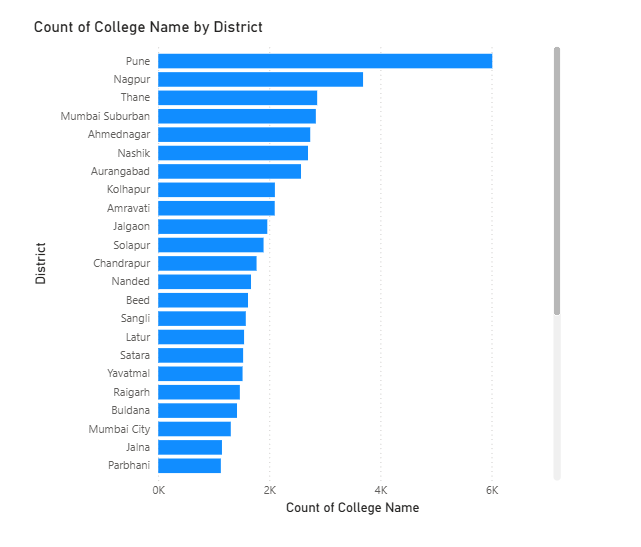 Count of College Name by District
District
Pune
Nagpur
Thane
Mumbai Suburban
Ahmednagar
Nashik
Aurangabad
Kolhapur
Amravati
Jalgaon
Solapur
Chandrapur
Nanded
Beed
Sangli
Latur
Satara
Yavatmal
Raigarh
Buldana
Mumbai City
Jalna
Parbhani
0K 2K 4K 6K
Count of College Name